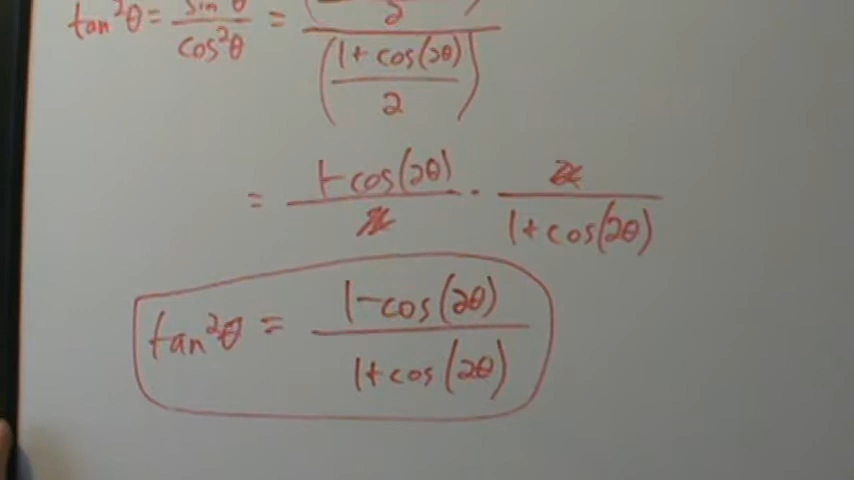 tan²θ = sin²θ/cos²θ = 2/((1+cos(2θ))/2)
= 1-cos(2θ)/2 · 2/1+cos(2θ)
tan²θ = 1-cos(2θ)/1+cos(2θ)